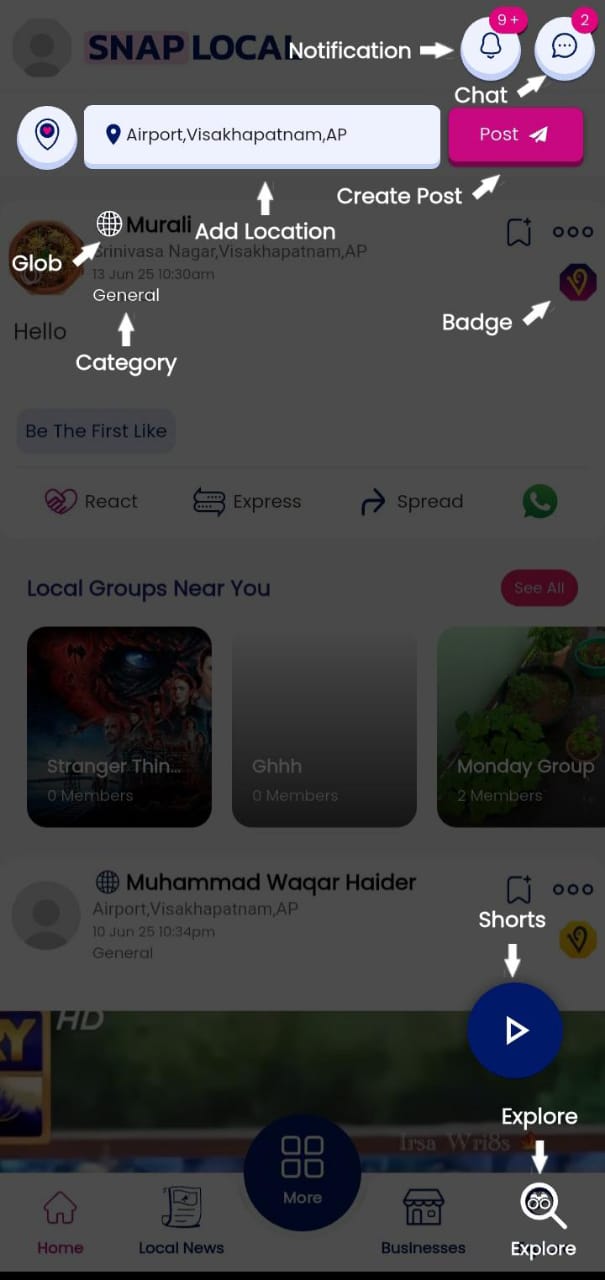 SNAP LOCAL
Notification
9+
2
Chat
Airport,Visakhapatnam,AP
Post
Create Post
Add Location
Murali
Srinivasa Nagar,Visakhapatnam,AP
Glob
13 Jun 25 10:30am
General
Badge
Hello
Category
Be The First Like
React
Express
Spread
Local Groups Near You
See All
Stranger Thin...
0 Members
Ghhh
0 Members
Monday Group
2 Members
Muhammad Waqar Haider
Airport,Visakhapatnam,AP
10 Jun 25 10:34pm
General
Shorts
RY
HD
Explore
Irsa Wri8s
More
Home
Local News
Businesses
Explore